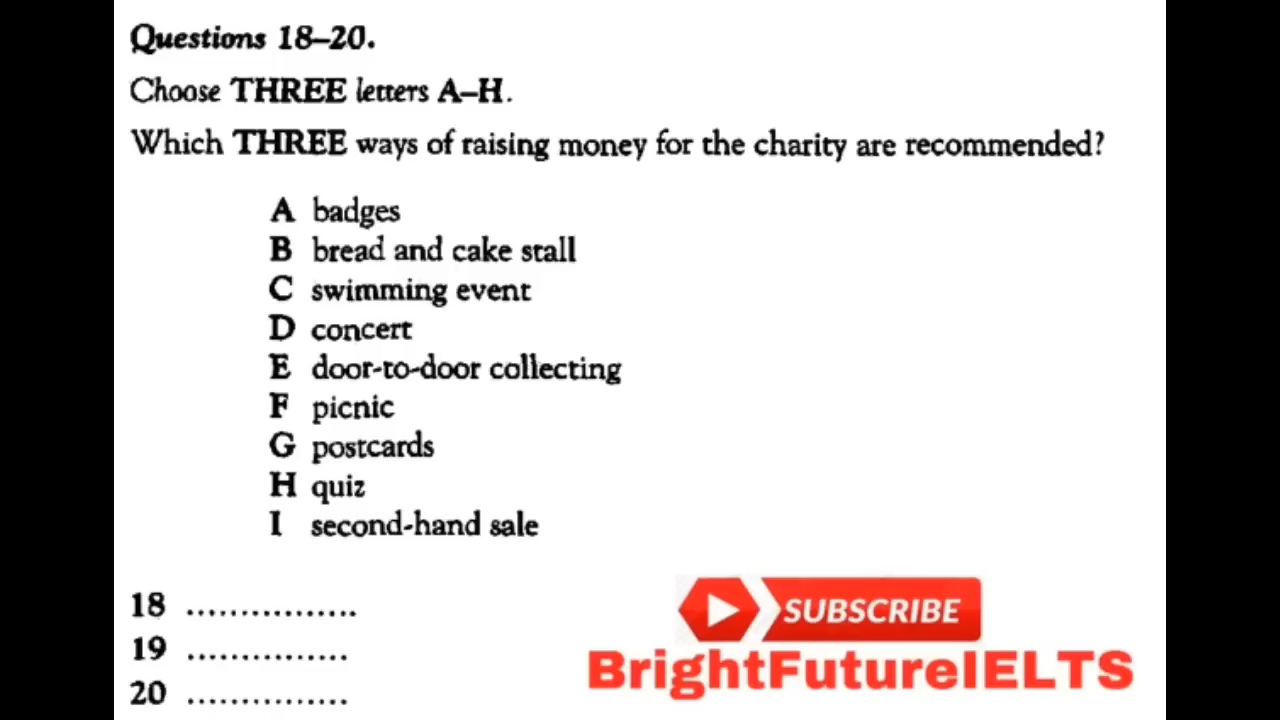 Questions 18–20.
Choose THREE letters A–H.
Which THREE ways of raising money for the charity are recommended?
A badges
B bread and cake stall
C swimming event
D concert
E door-to-door collecting
F picnic
G postcards
H quiz
I second-hand sale
18 ................
19 ...............
20 ...............
SUBSCRIBE
BrightFutureIELTS